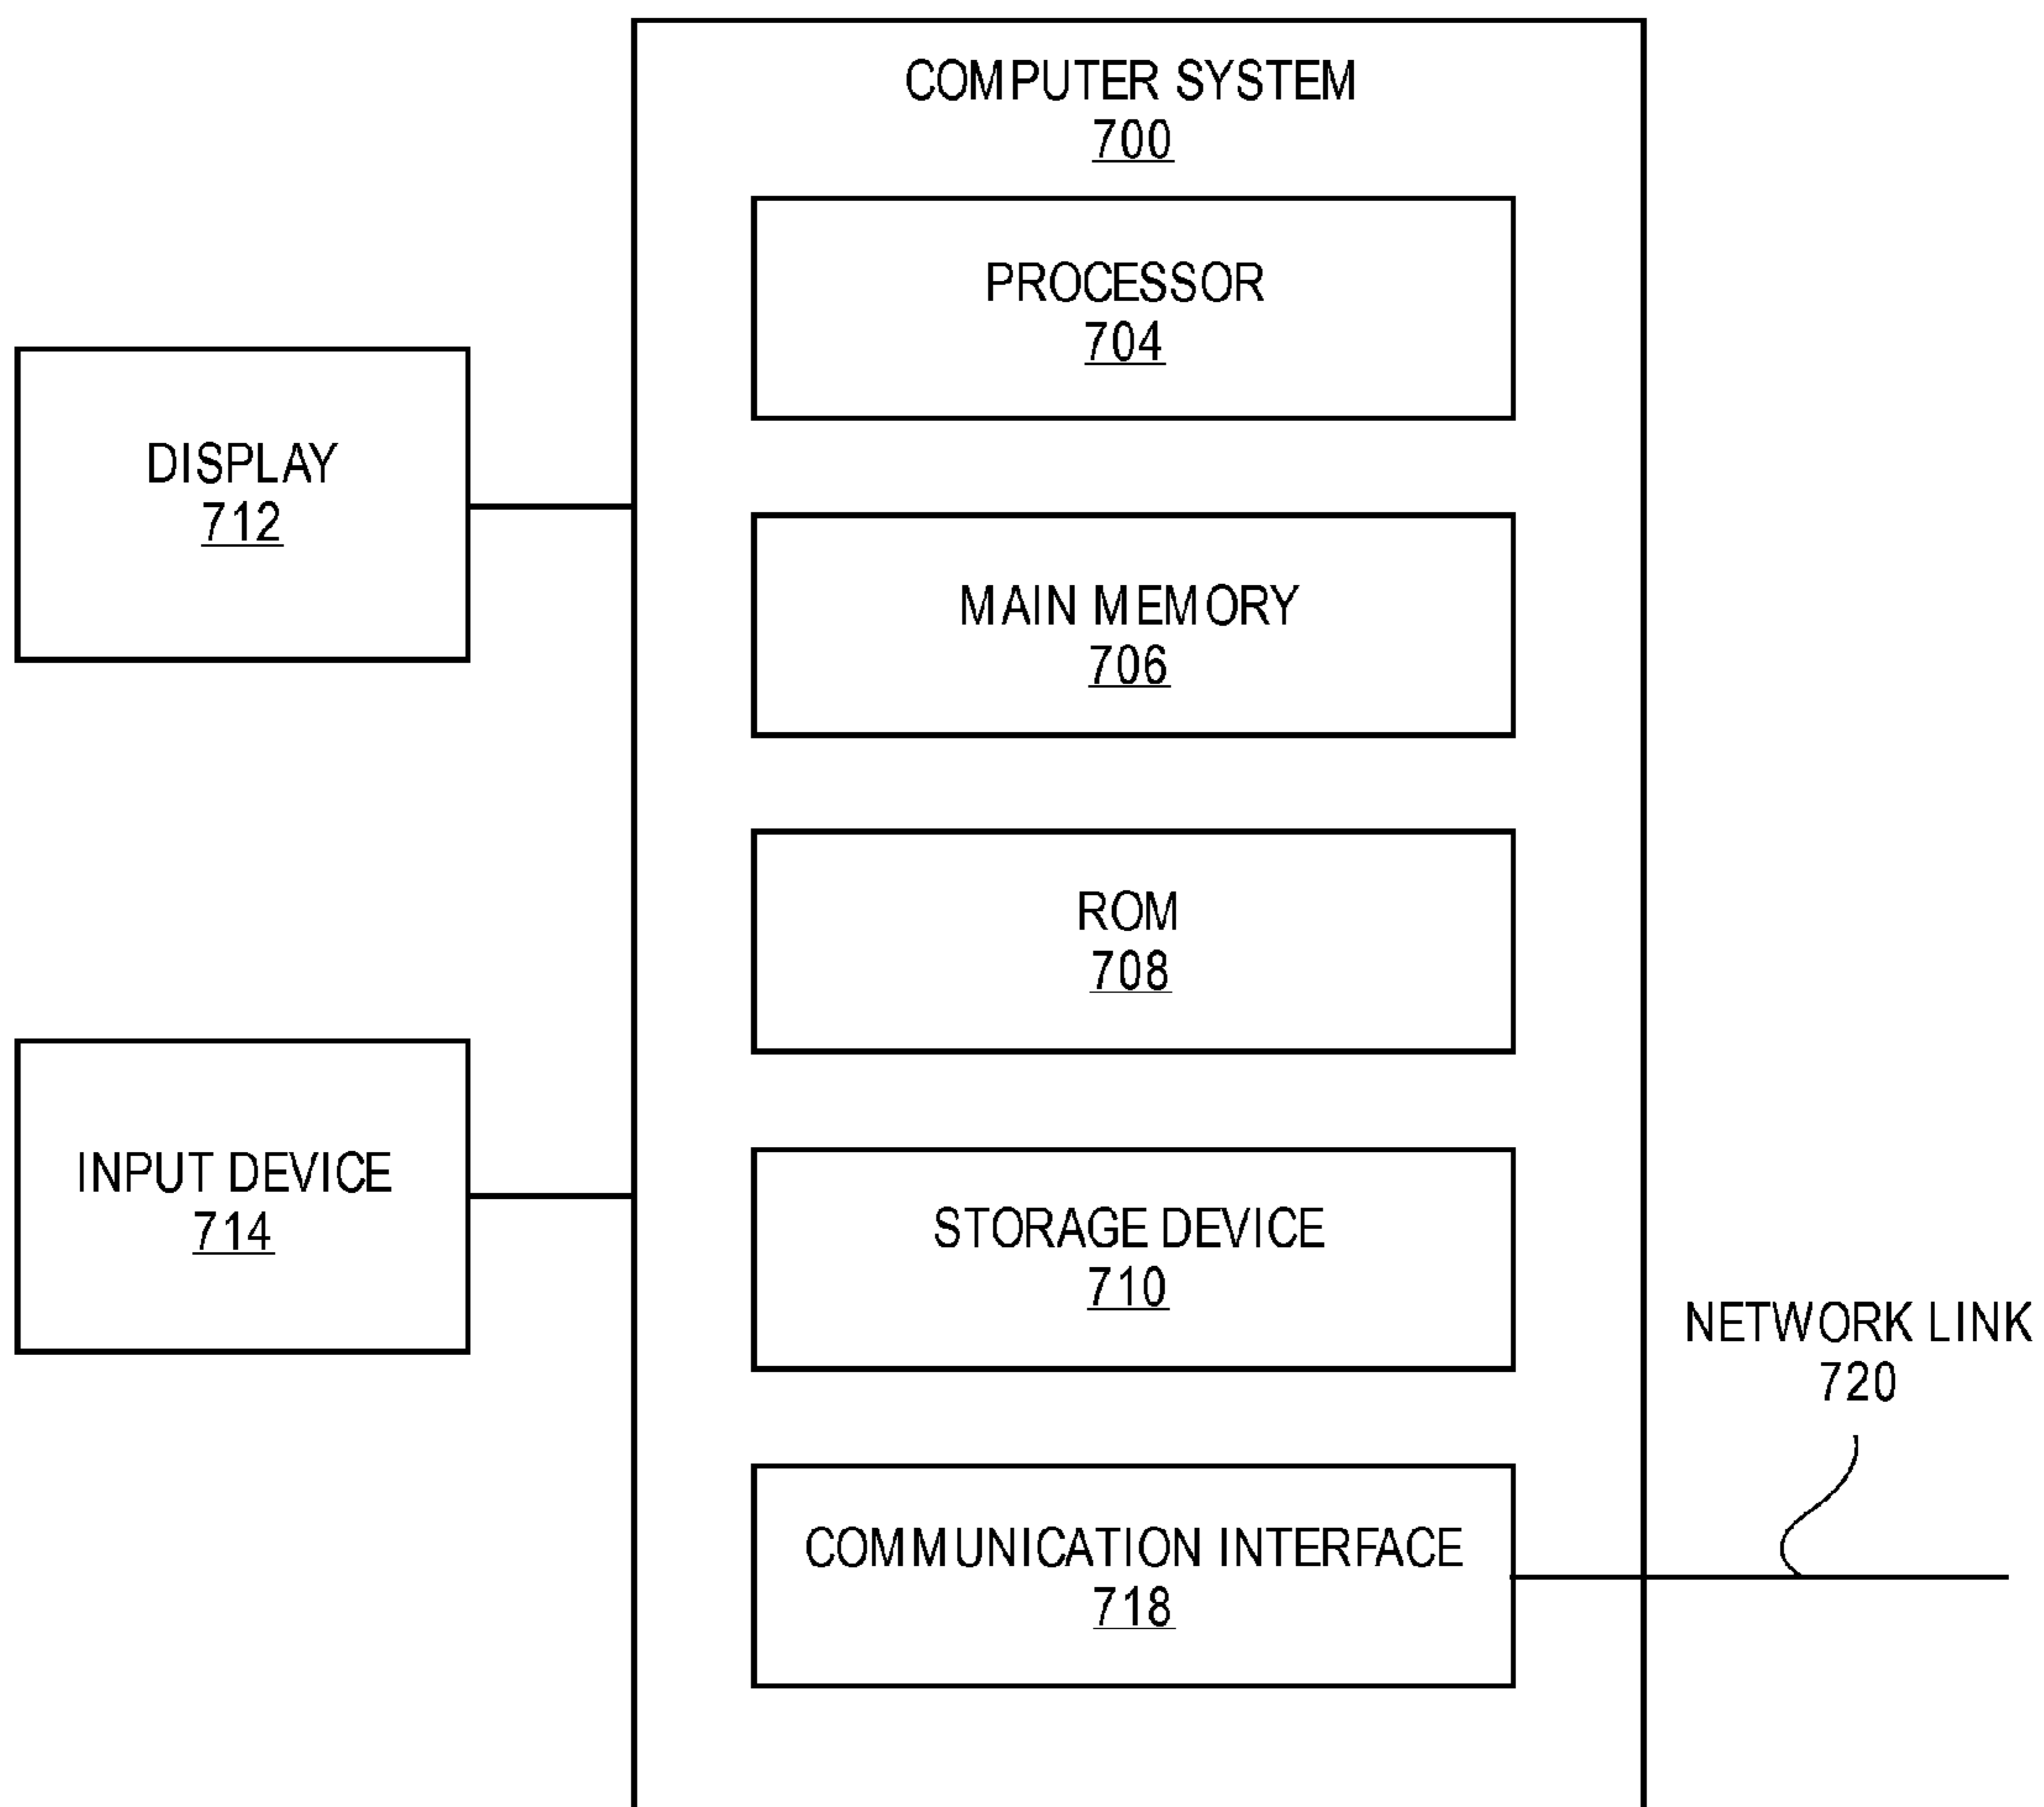 COMPUTER SYSTEM
700
PROCESSOR
704
DISPLAY
712
MAIN MEMORY
706
ROM
708
INPUT DEVICE
714
STORAGE DEVICE
710
NETWORK LINK
720
COMMUNICATION INTERFACE
718